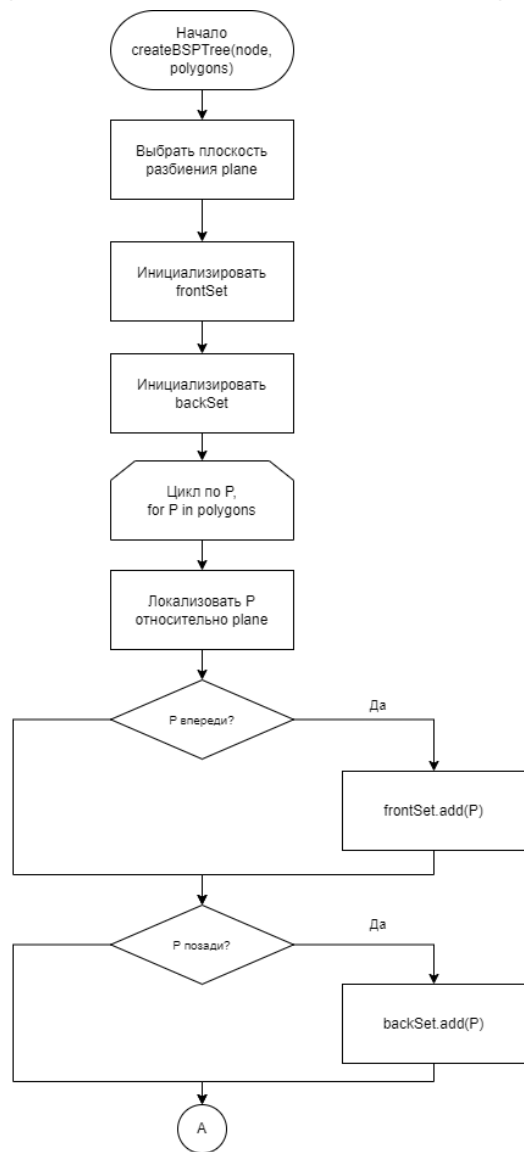 Начало
createBSPTree(node,
polygons)
Выбрать плоскость
разбиения plane
Инициализировать
frontSet
Инициализировать
backSet
Цикл по P,
for P in polygons
Локализовать P
относительно plane
P впереди?
Да
frontSet.add(P)
P позади?
Да
backSet.add(P)
A